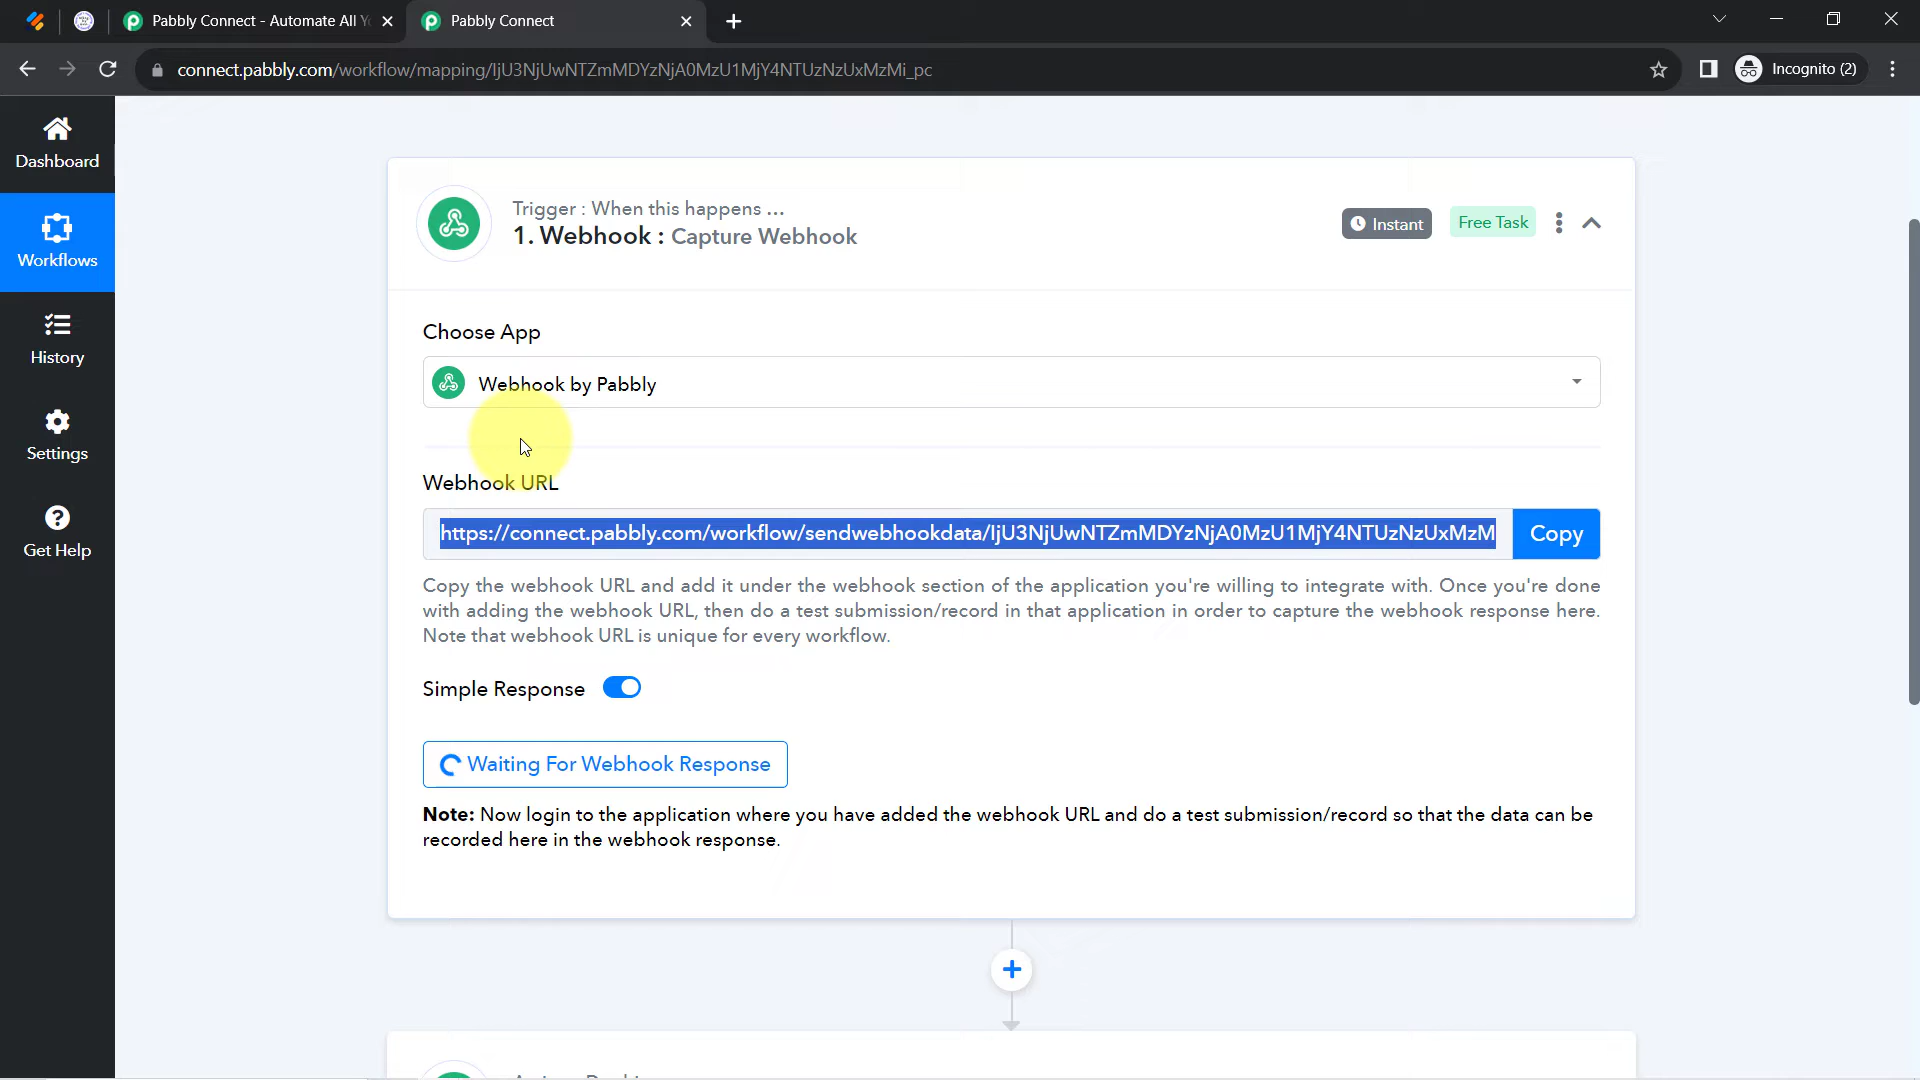 Pabbly Connect - Automate All Y
Pabbly Connect
connect.pabbly.com/workflow/mapping/IjU3NjUwNTZmMDYzNjA0MzU1MjY4NTUzNzUxMzMi_pc
Incognito (2)
Dashboard
Workflows
History
Settings
Get Help
Trigger : When this happens ...
1. Webhook : Capture Webhook
Instant
Free Task
Choose App
Webhook by Pabbly
Webhook URL
https://connect.pabbly.com/workflow/sendwebhookdata/IjU3NjUwNTZmMDYzNjA0MzU1MjY4NTUzNzUxMzM
Copy
Copy the webhook URL and add it under the webhook section of the application you're willing to integrate with. Once you're done
with adding the webhook URL, then do a test submission/record in that application in order to capture the webhook response here.
Note that webhook URL is unique for every workflow.
Simple Response
Waiting For Webhook Response
Note: Now login to the application where you have added the webhook URL and do a test submission/record so that the data can be
recorded here in the webhook response.